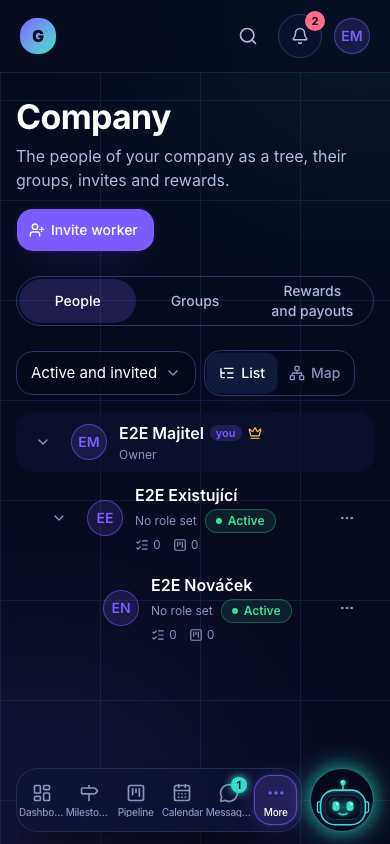 G
2
EM
Company
The people of your company as a tree, their
groups, invites and rewards.
Invite worker
People
Groups
Rewards
and payouts
Active and invited
List
Map
EM
E2E Majitel you
Owner
EE
E2E Existující
No role set Active
0 0
EN
E2E Nováček
No role set Active
0 0
1
Dashbo... Milesto... Pipeline Calendar Messag... More